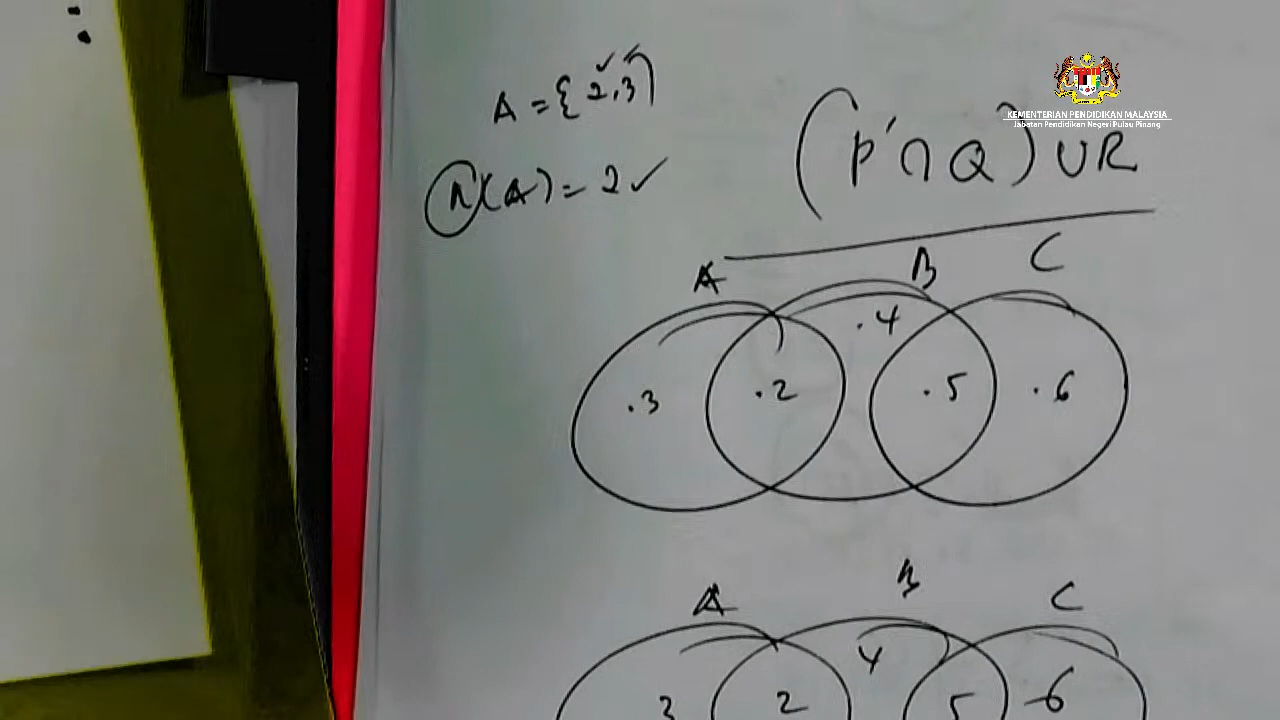 A = {2,3}
n(A) = 2 ✓
KEMENTERIAN PENDIDIKAN MALAYSIA
Jabatan Pendidikan Negeri Pulau Pinang
(P' ∩ Q) ∪ R
A B C
.3 .2 .4 .5 .6
A B C
3 2 4 5 6